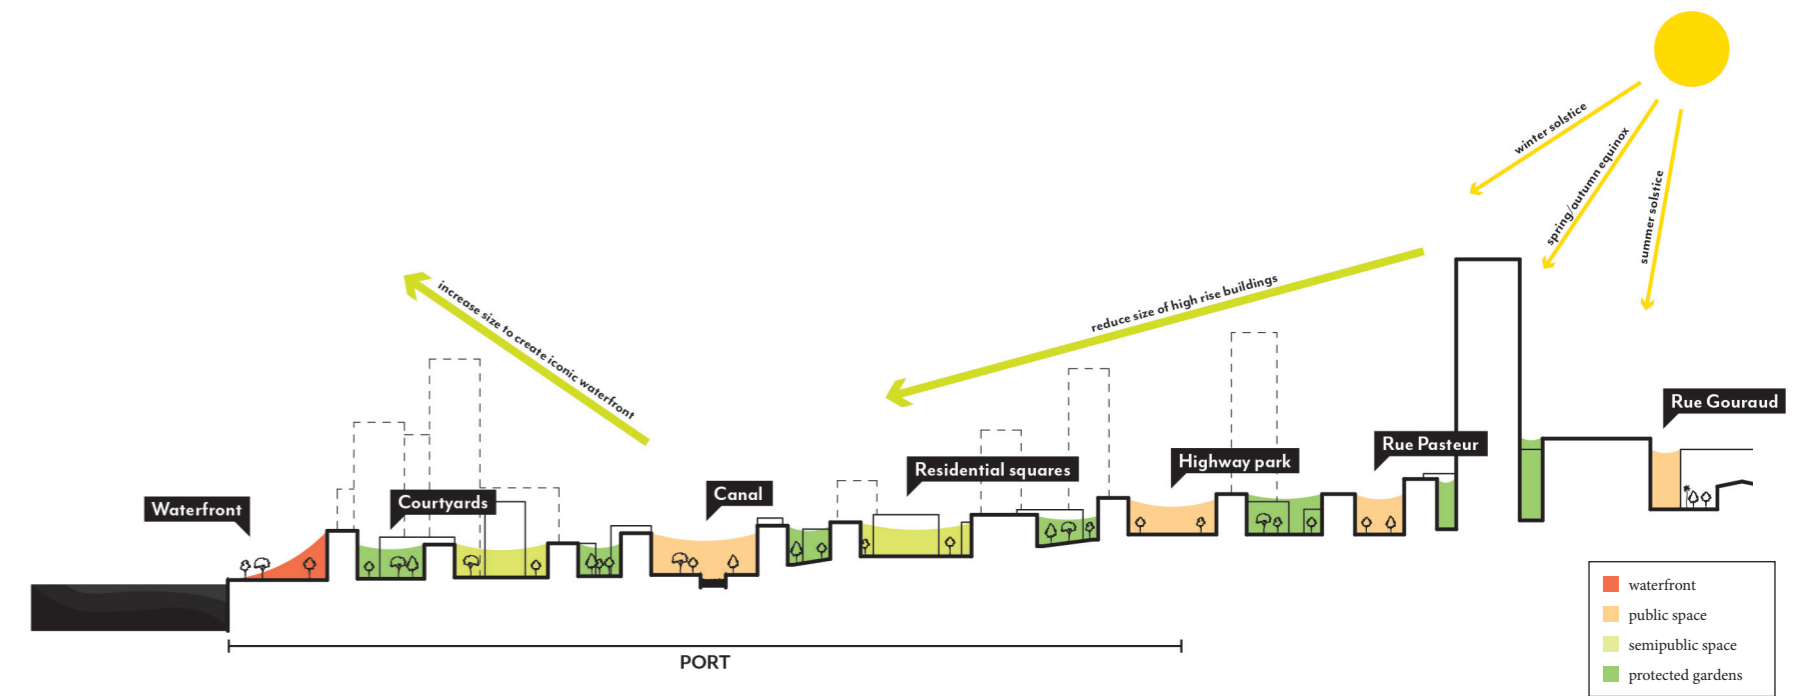 winter solstice
spring/autumn equinox
summer solstice
increase size to create iconic waterfront
reduce size of high rise buildings
Rue Gouraud
Rue Pasteur
Highway park
Residential squares
Canal
Courtyards
Waterfront
waterfront
public space
semipublic space
protected gardens
PORT